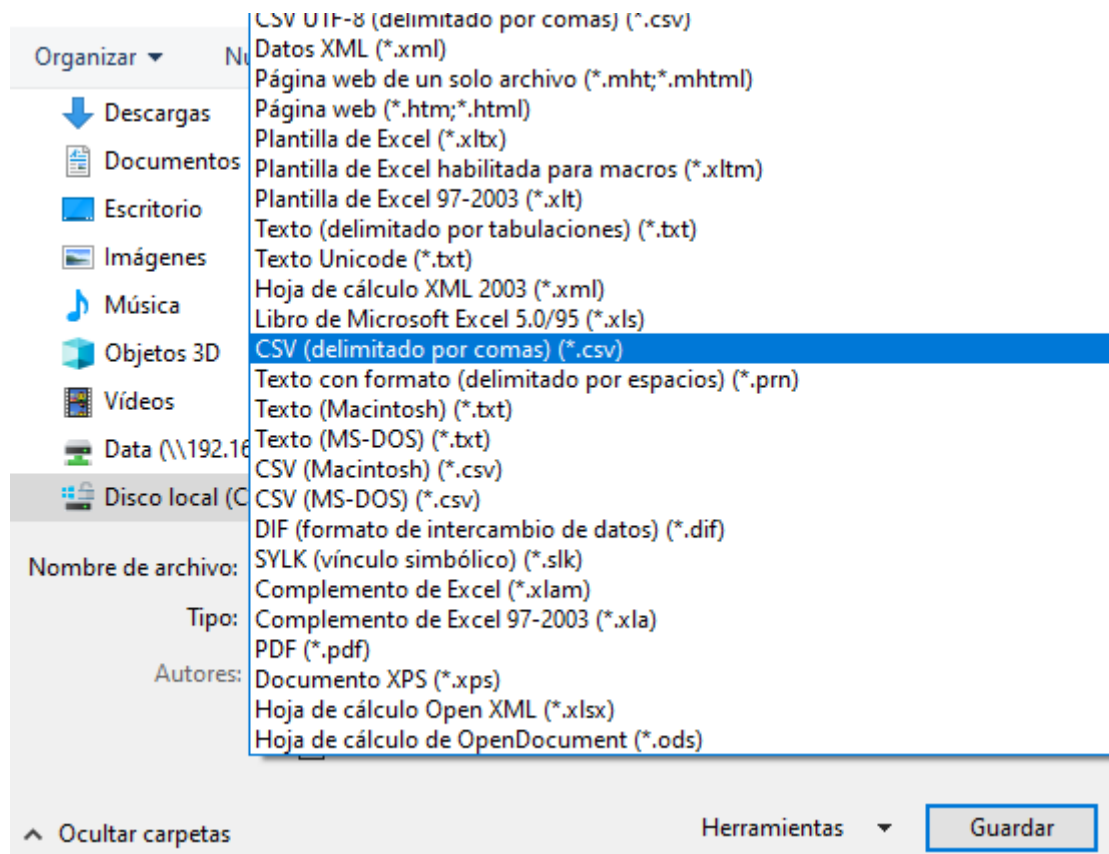 CSV UTF-8 (delimitado por comas) (*.csv)
Organizar
Nu
Datos XML (*.xml)
Página web de un solo archivo (*.mht;*.mhtml)
Página web (*.htm;*.html)
Plantilla de Excel (*.xltx)
Plantilla de Excel habilitada para macros (*.xltm)
Plantilla de Excel 97-2003 (*.xlt)
Texto (delimitado por tabulaciones) (*.txt)
Texto Unicode (*.txt)
Hoja de cálculo XML 2003 (*.xml)
Libro de Microsoft Excel 5.0/95 (*.xls)
CSV (delimitado por comas) (*.csv)
Texto con formato (delimitado por espacios) (*.prn)
Texto (Macintosh) (*.txt)
Texto (MS-DOS) (*.txt)
CSV (Macintosh) (*.csv)
CSV (MS-DOS) (*.csv)
DIF (formato de intercambio de datos) (*.dif)
SYLK (vínculo simbólico) (*.slk)
Complemento de Excel (*.xlam)
Complemento de Excel 97-2003 (*.xla)
PDF (*.pdf)
Documento XPS (*.xps)
Hoja de cálculo Open XML (*.xlsx)
Hoja de cálculo de OpenDocument (*.ods)
Descargas
Documentos
Escritorio
Imágenes
Música
Objetos 3D
Vídeos
Data (\\192.16
Disco local (C
Nombre de archivo:
Tipo:
Autores:
Ocultar carpetas
Herramientas
Guardar